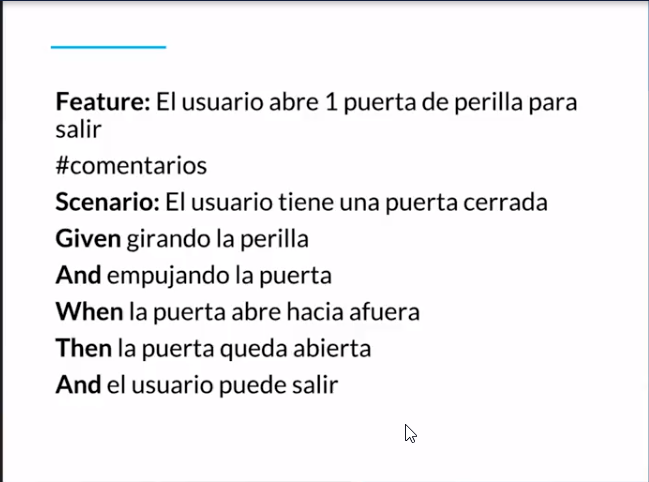 Feature: El usuario abre 1 puerta de perilla para
salir
#comentarios
Scenario: El usuario tiene una puerta cerrada
Given girando la perilla
And empujando la puerta
When la puerta abre hacia afuera
Then la puerta queda abierta
And el usuario puede salir